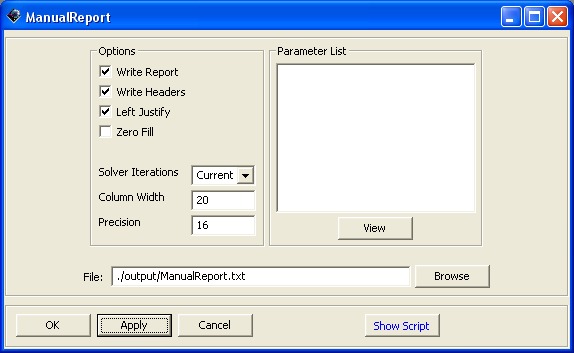 ManualReport
Options
Write Report
Write Headers
Left Justify
Zero Fill
Solver Iterations Current
Column Width 20
Precision 16
Parameter List
View
File: ./output/ManualReport.txt Browse
OK Apply Cancel Show Script